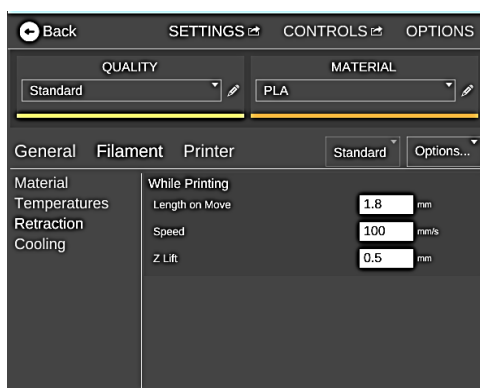 Back SETTINGS CONTROLS OPTIONS
QUALITY MATERIAL
Standard PLA
General Filament Printer Standard Options...
Material While Printing
Temperatures Length on Move 1.8 mm
Retraction Speed 100 mm/s
Cooling Z Lift 0.5 mm